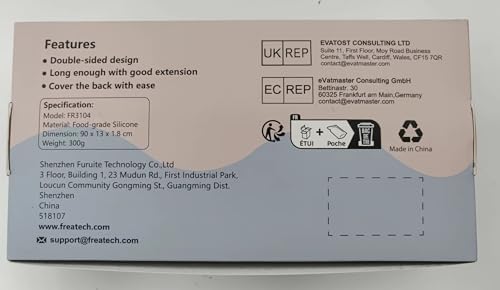 Features
• Double-sided design
• Long enough with good extension
• Cover the back with ease
Specification:
Model: FR3104
Material: Food-grade Silicone
Dimension: 90 x 13 x 1.8 cm
Weight: 300g
Shenzhen Furuite Technology Co.,Ltd
3 Floor, Building 1, 23 Mudun Rd., First Industrial Park,
Loucun Community Gongming St., Guangming Dist.
Shenzhen
China
518107
www.freatech.com
support@freatech.com
UK REP
EVATOST CONSULTING LTD
Suite 11, First Floor, Moy Road Business
Centre, Taffs Well, Cardiff, Wales, CF15 7QR
contact@evatmaster.com
EC REP
eVatmaster Consulting GmbH
Bettinastr. 30
60325 Frankfurt am Main,Germany
contact@evatmaster.com
FR
ÉTUI + Poche
BAC DE TRI
Made in China